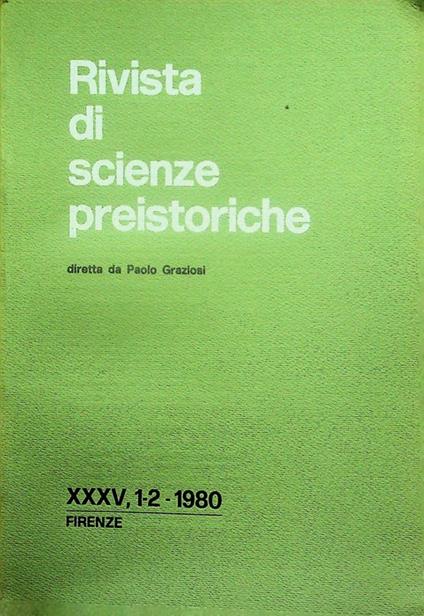 Rivista
di
scienze
preistoriche
diretta da Paolo Graziosi
XXXV, 1-2 - 1980
FIRENZE